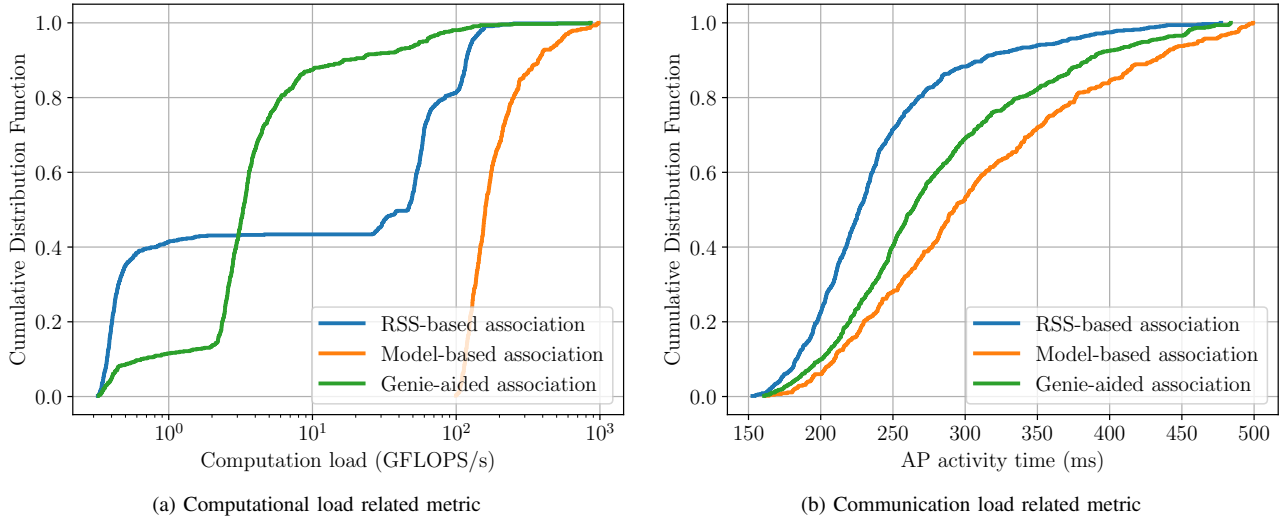 Cumulative Distribution Function
1.0
0.8
0.6
0.4
0.2
0.0
RSS-based association
Model-based association
Genie-aided association
10^0 10^1 10^2 10^3
Computation load (GFLOPS/s)
(a) Computational load related metric
Cumulative Distribution Function
1.0
0.8
0.6
0.4
0.2
0.0
RSS-based association
Model-based association
Genie-aided association
150 200 250 300 350 400 450 500
AP activity time (ms)
(b) Communication load related metric